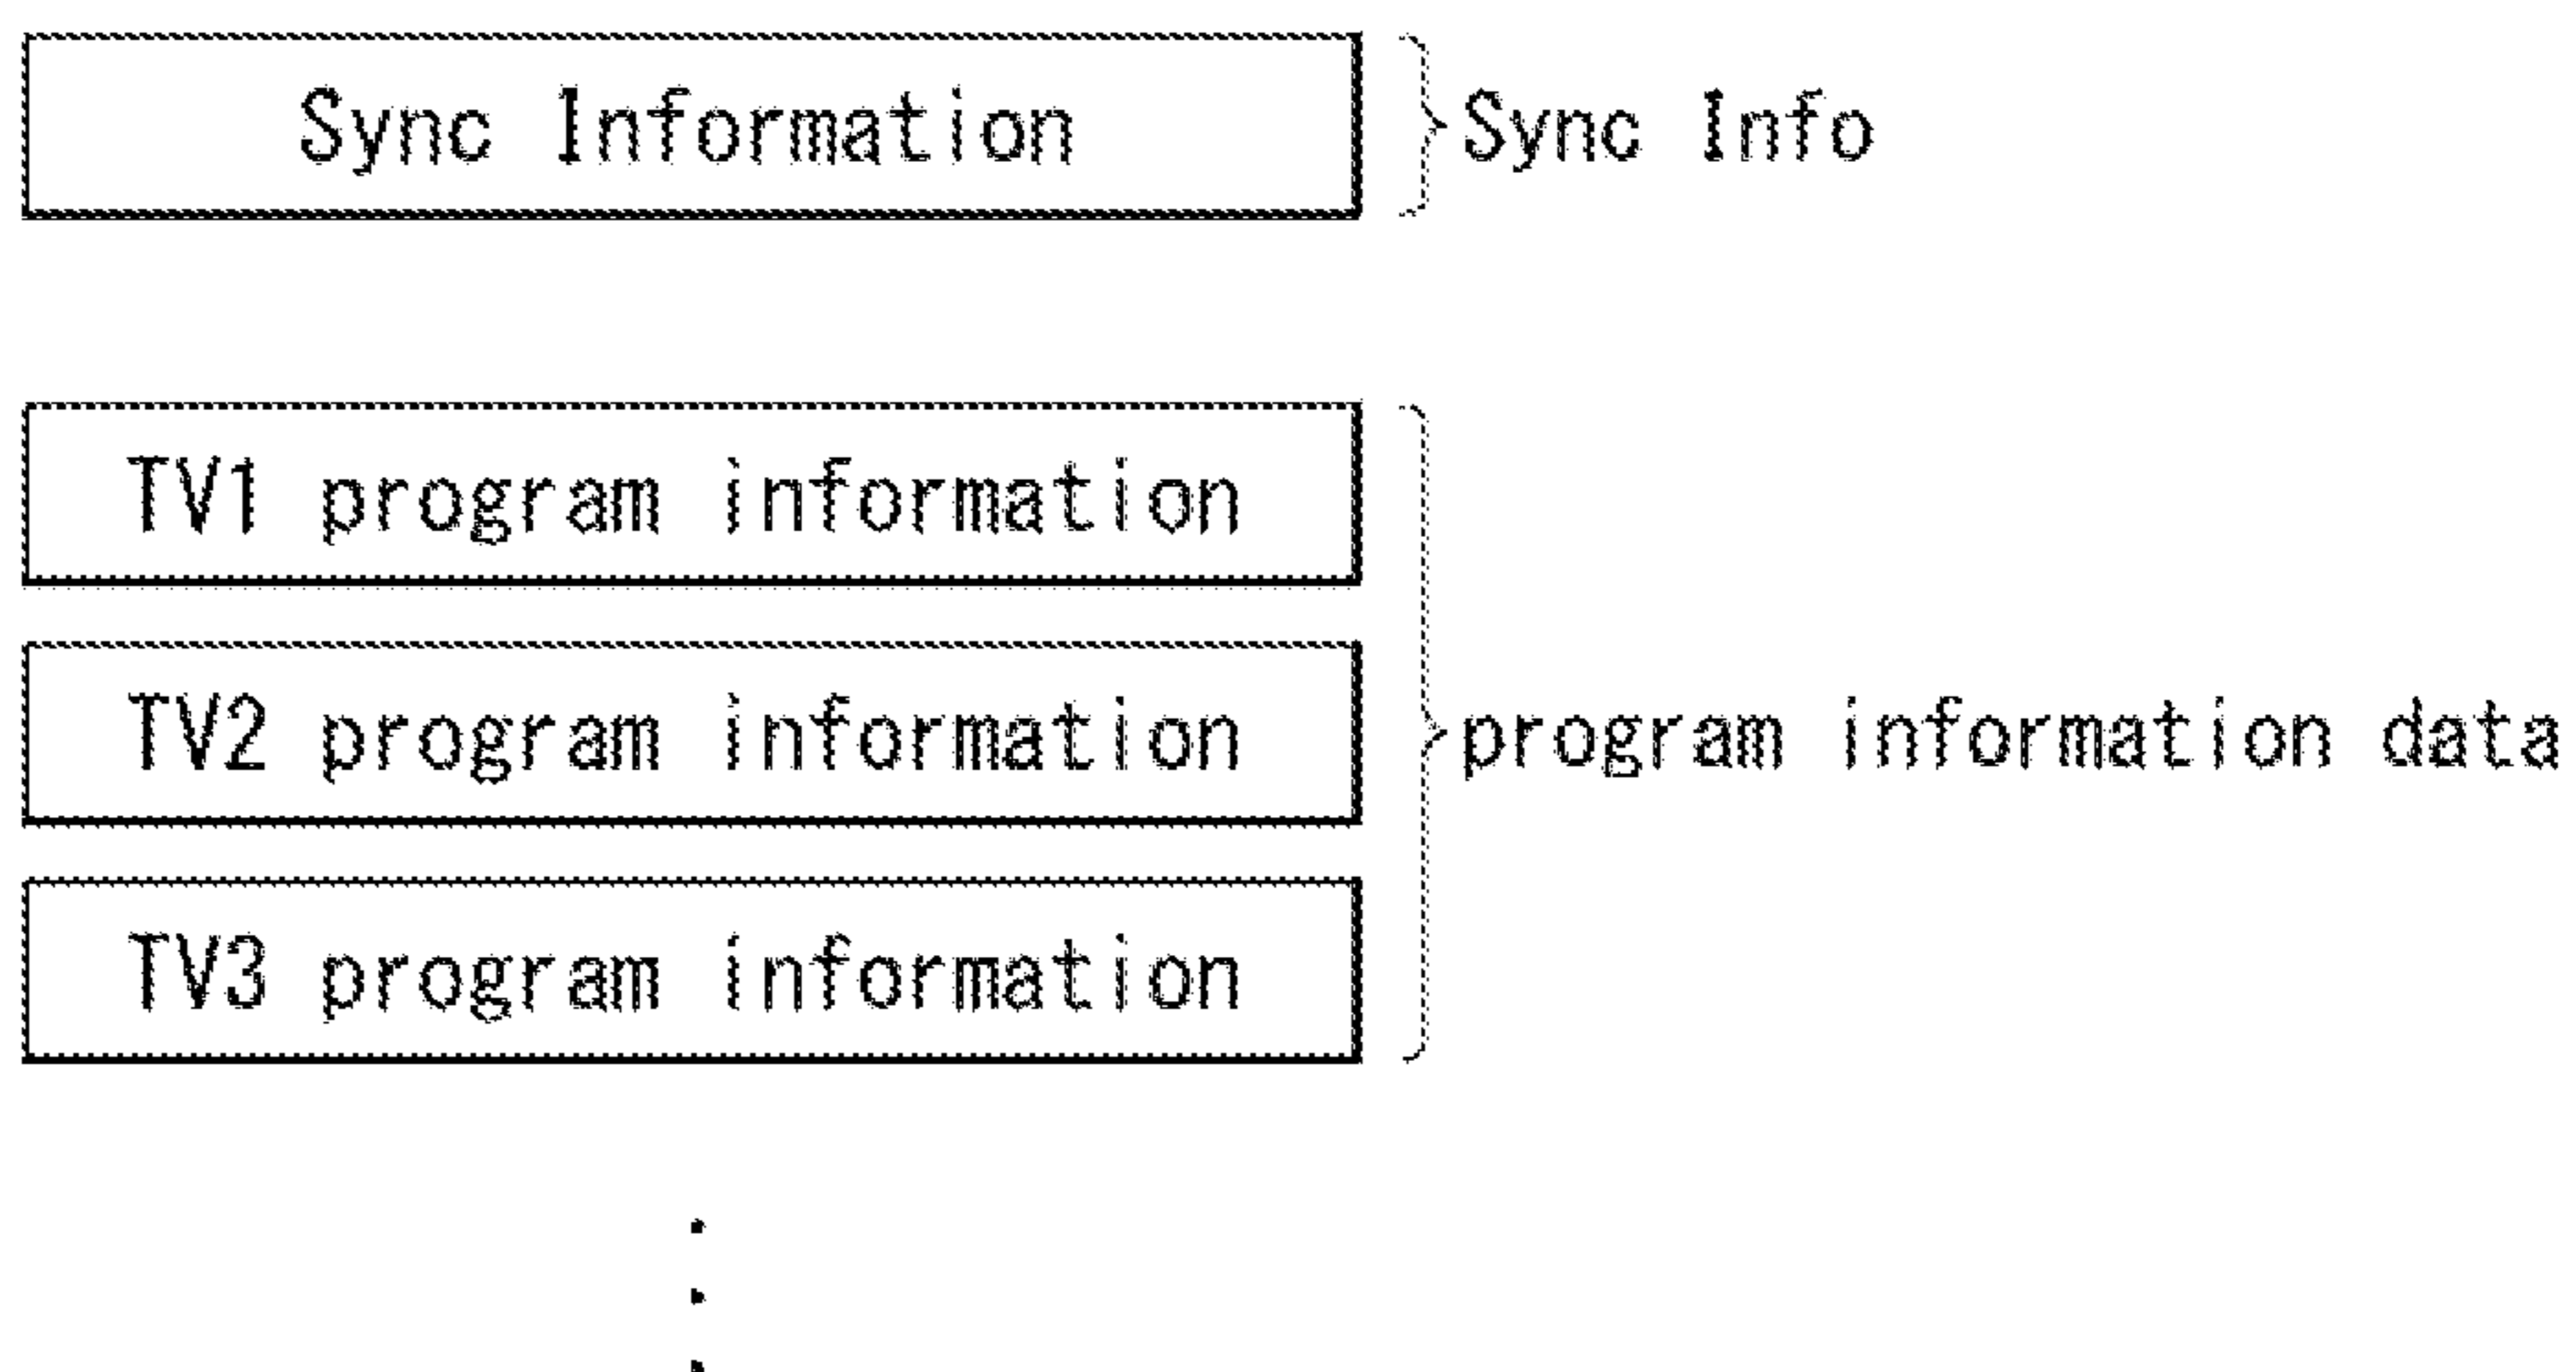 Sync Information
Sync Info
TV1 program information
TV2 program information
program information data
TV3 program information